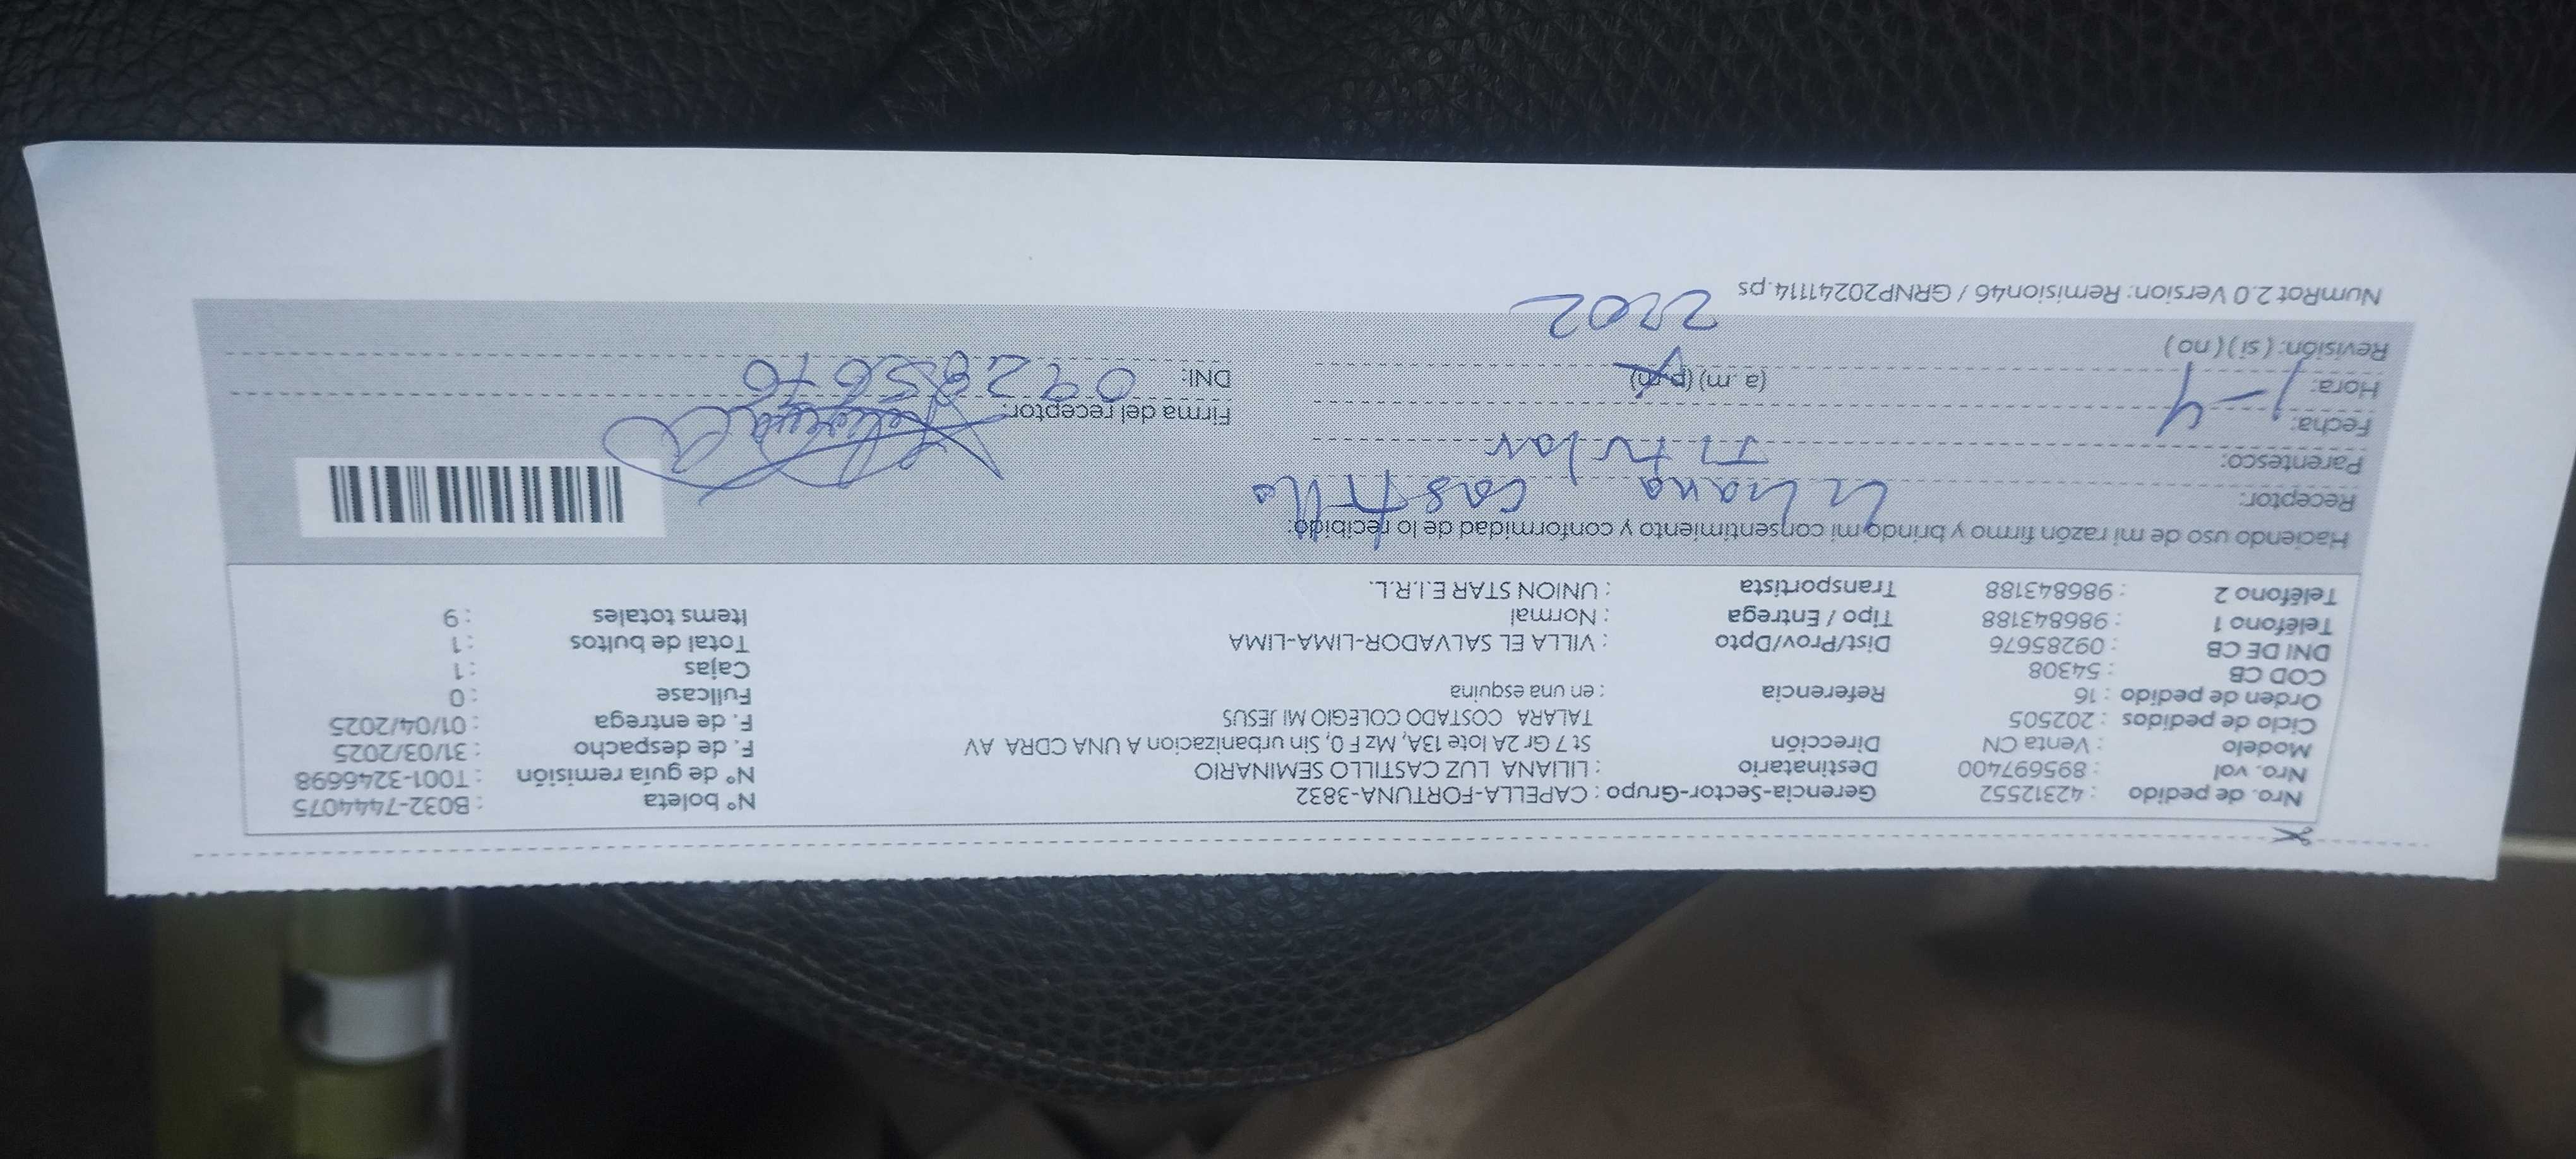 Nro. de pedido : 42312552 Gerencia-Sector-Grupo : CAPELLA-FORTUNA-3832 N° boleta : B032-7444075
Nro. vol : 895697400 Destinatario : LILIANA LUZ CASTILLO SEMINARIO N° de guía remisión : T001-3246698
Modelo : Venta CN Dirección St 7 Gr 2A lote 13A, Mz F 0, Sin urbanizacion A UNA CDRA AV F. de despacho : 31/03/2025
Ciclo de pedidos : 202505 TALARA COSTADO COLEGIO MI JESUS F. de entrega : 01/04/2025
Orden de pedido : 16 Referencia : en una esquina Fullcase : 0
COD CB : 54308 Cajas : 1
DNI DE CB : 09285676 Dist/Prov/Dpto : VILLA EL SALVADOR-LIMA-LIMA Total de bultos : 1
Teléfono 1 : 986843188 Tipo / Entrega : Normal Items totales : 9
Teléfono 2 : 986843188 Transportista : UNION STAR E.I.R.L.
Haciendo uso de mi razón firmo y brindo mi consentimiento y conformidad de lo recibido:
Receptor: Liliana Castillo
Parentesco: Titular
Fecha: 1-4 Firma del receptor:
Hora: (a. m) (p.m) DNI: 09285676
Revisión: ( si ) ( no )
2202
NumRot 2.0 Version: Remision46 / GRNP20241114.ps